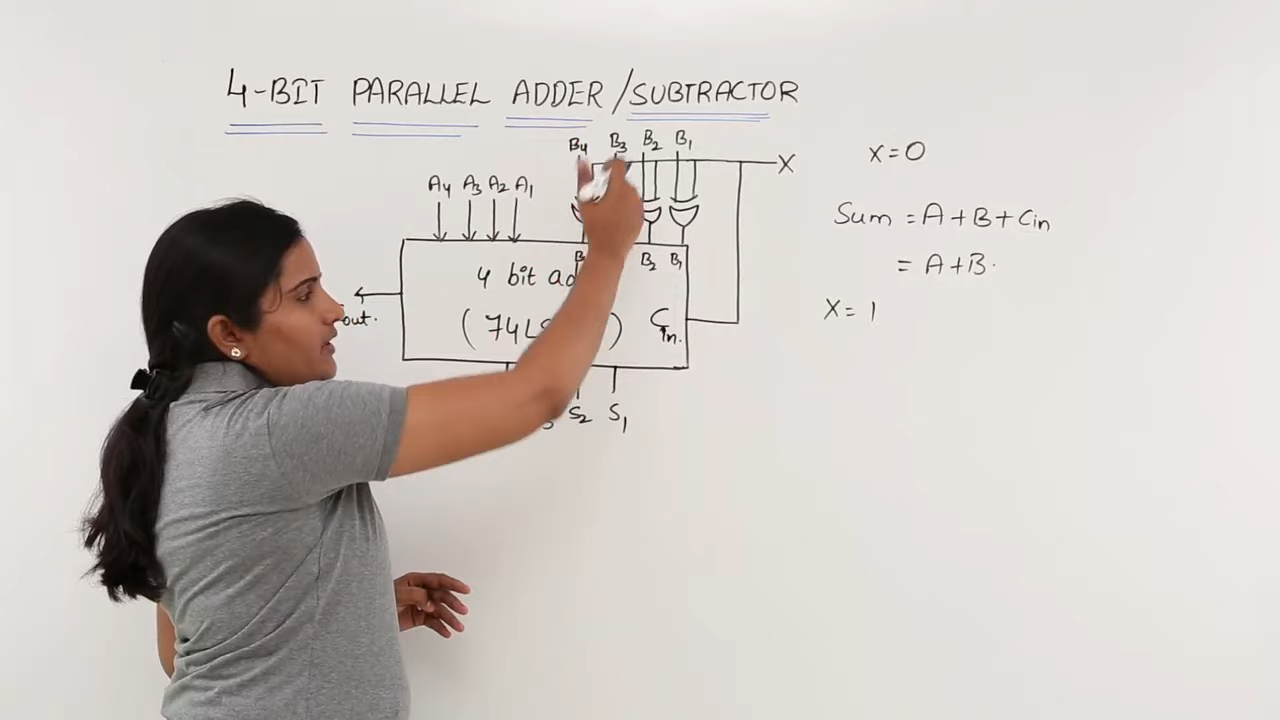 4-BIT PARALLEL ADDER/SUBTRACTOR
B4 B3 B2 B1
X
X=0
A4 A3 A2 A1
Sum = A+B+Cin
= A+B.
B2 B1
4 bit
X= 1
out.
(74LS )
Cin.
S2 S1